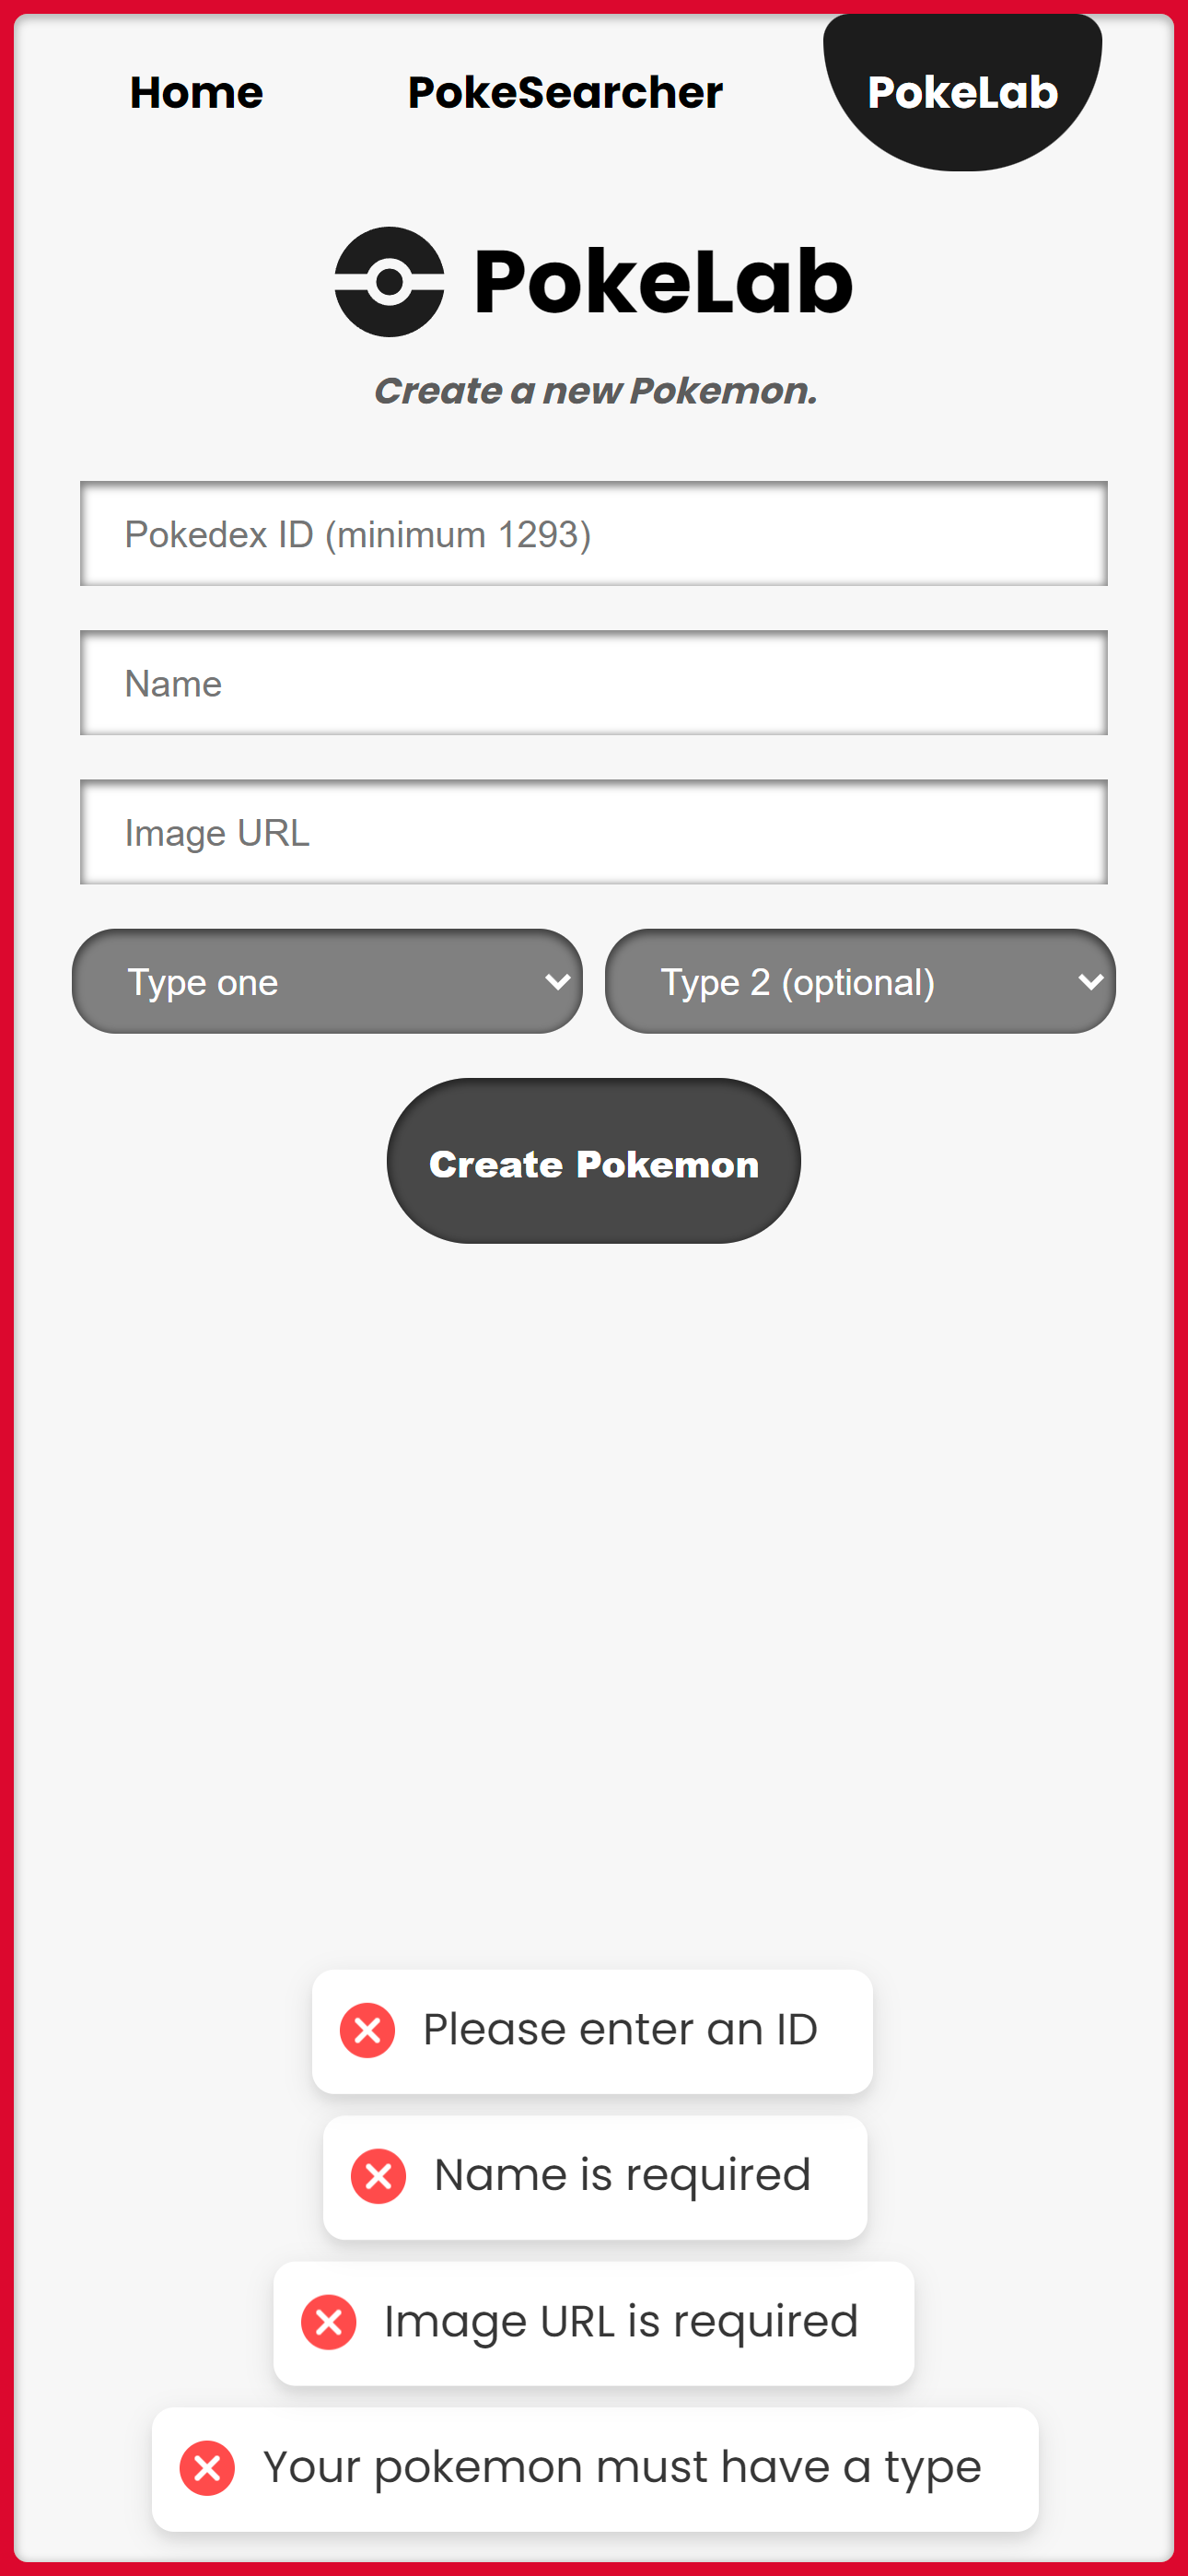 Home PokeSearcher PokeLab
PokeLab
Create a new Pokemon.
Pokedex ID (minimum 1293)
Name
Image URL
Type one Type 2 (optional)
Create Pokemon
Please enter an ID
Name is required
Image URL is required
Your pokemon must have a type